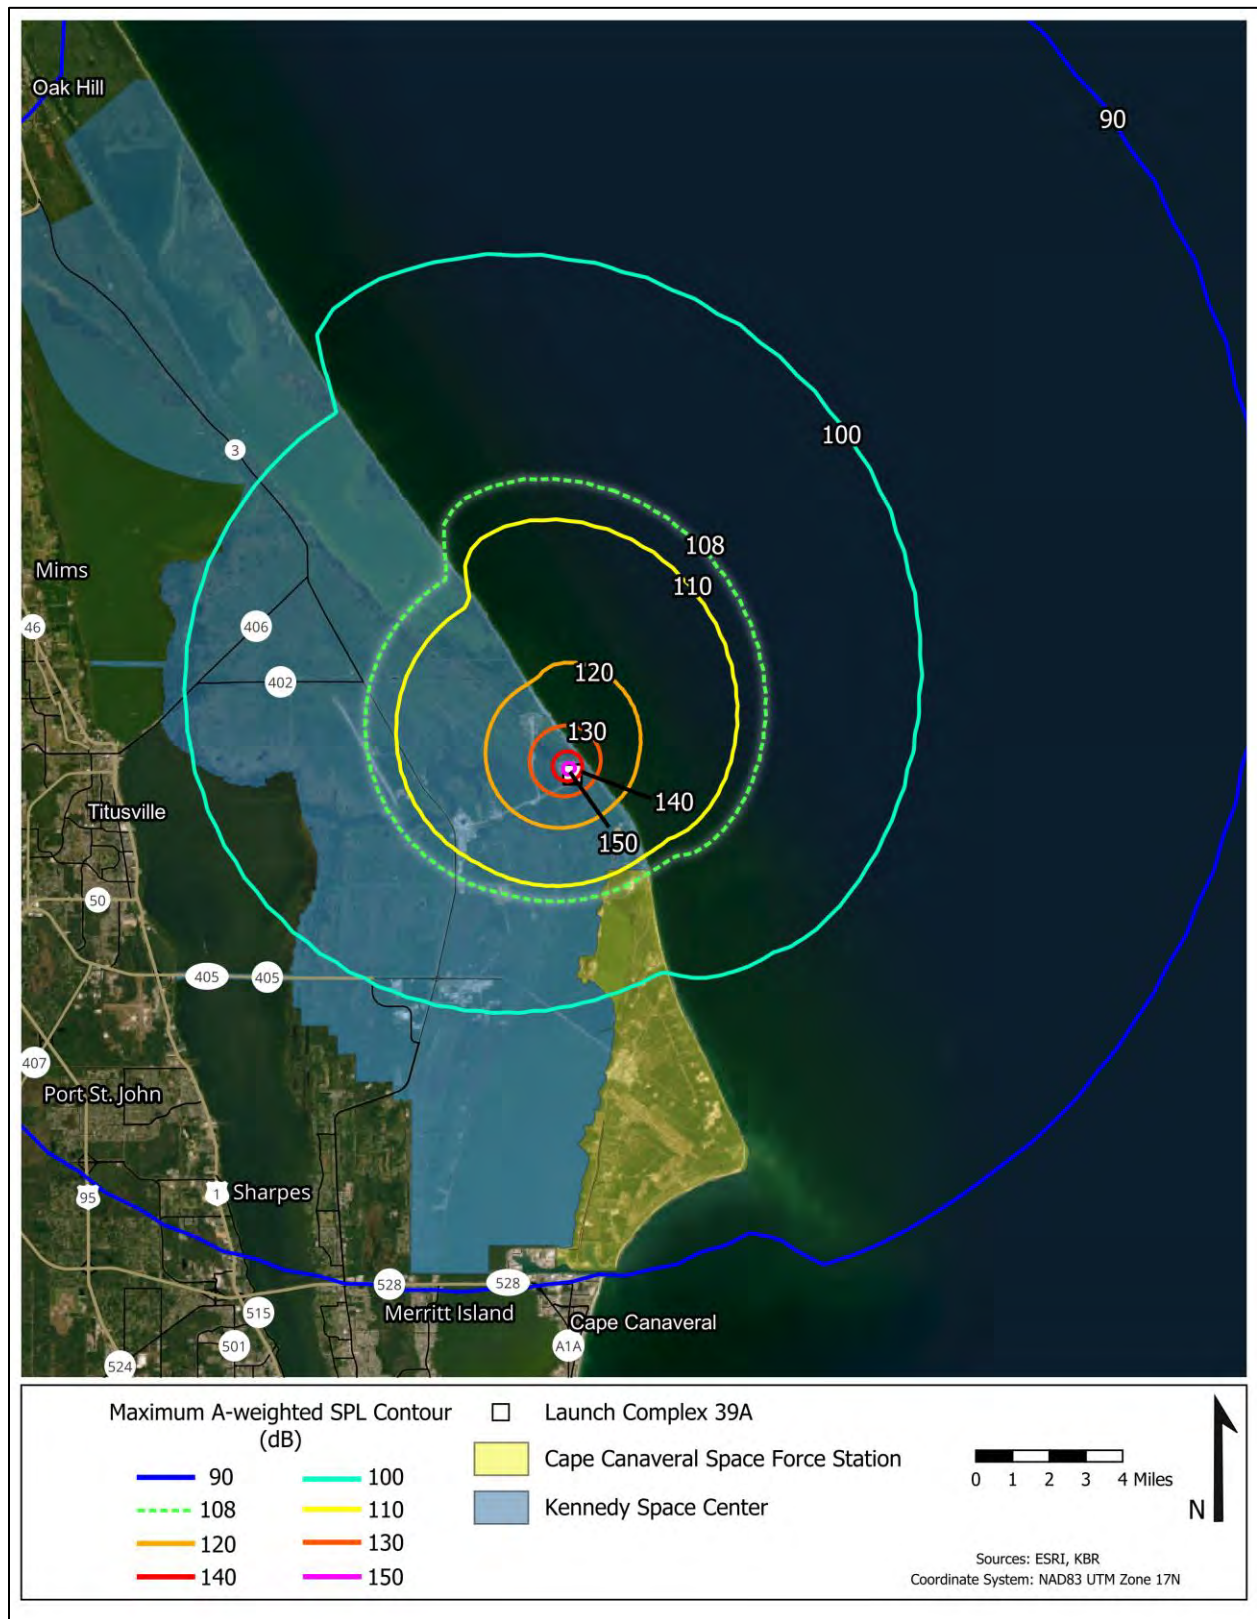 Oak Hill
90
100
3
108
110
Mims
46
406
120
402
130
140
Titusville
150
50
405
405
407
Port St. John
95
1
Sharpes
528
528
Merritt Island
515
Cape Canaveral
501
A1A
524
Maximum A-weighted SPL Contour
(dB)
90
100
108
110
120
130
140
150
Launch Complex 39A
Cape Canaveral Space Force Station
Kennedy Space Center
0 1 2 3 4 Miles
N
Sources: ESRI, KBR
Coordinate System: NAD83 UTM Zone 17N